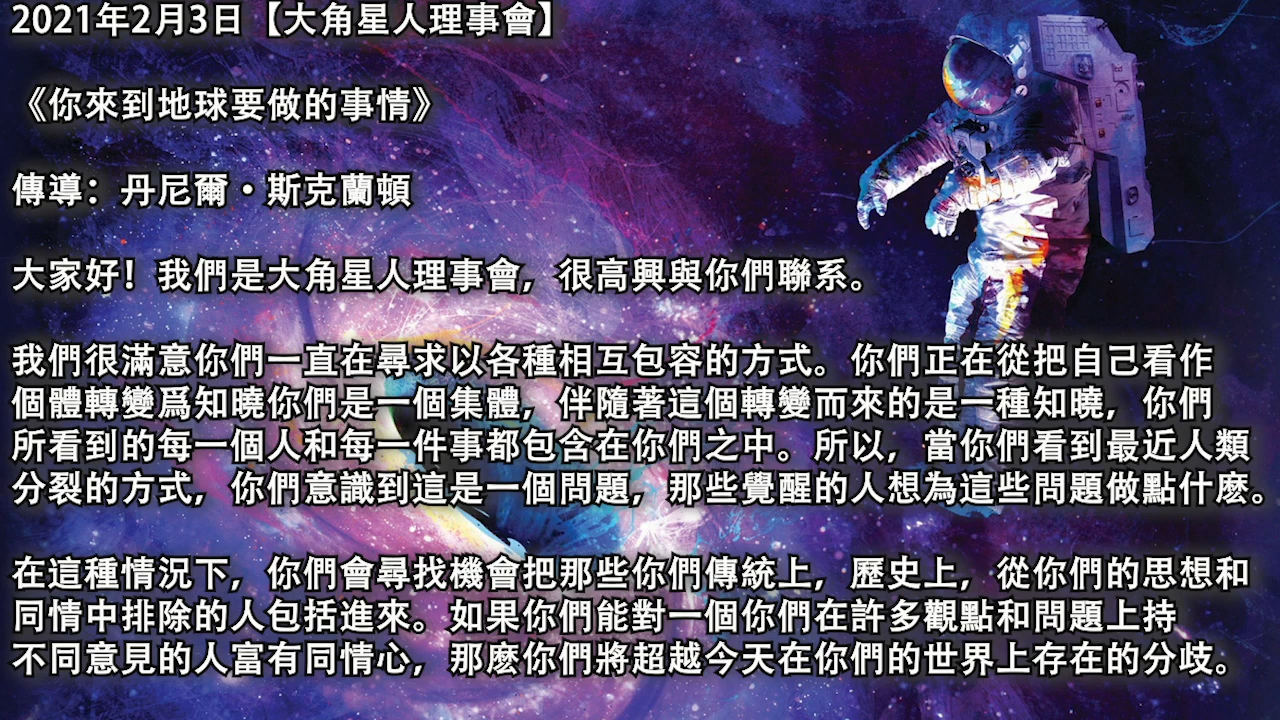 2021年2月3日【大角星人理事會】
《你來到地球要做的事情》
傳導：丹尼爾·斯克蘭頓
大家好！我們是大角星人理事會，很高興與你們聯系。
我們很滿意你們一直在尋求以各種相互包容的方式。你們正在從把自己看作
個體轉變爲知曉你們是一個集體，伴隨著這個轉變而來的是一種知曉，你們
所看到的每一個人和每一件事都包含在你們之中。所以，當你們看到最近人類
分裂的方式，你們意識到這是一個問題，那些覺醒的人想為這些問題做點什麽。
在這種情況下，你們會尋找機會把那些你們傳統上，歷史上，從你們的思想和
同情中排除的人包括進來。如果你們能對一個你們在許多觀點和問題上持
不同意見的人富有同情心，那麽你們將超越今天在你們的世界上存在的分歧。